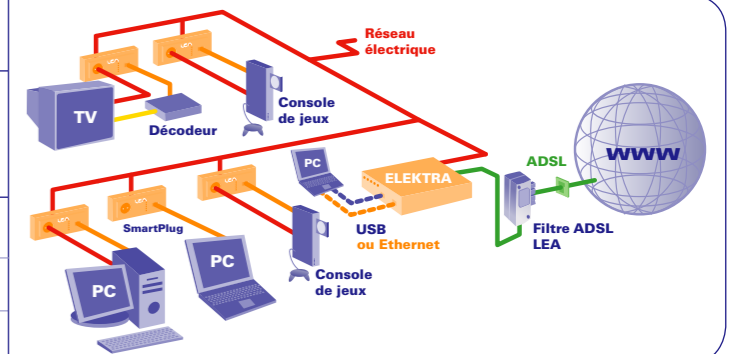 Réseau
électrique
TV
Décodeur
Console
de jeux
PC
ELEKTRA
ADSL
www
SmartPlug
USB
ou Ethernet
Filtre ADSL
LEA
PC
PC
Console
de jeux